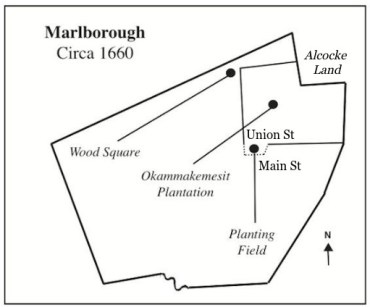 Marlborough
Circa 1660
Alcocke
Land
Wood Square
Union St
Okammakemesit
Plantation
Main St
Planting
Field
N